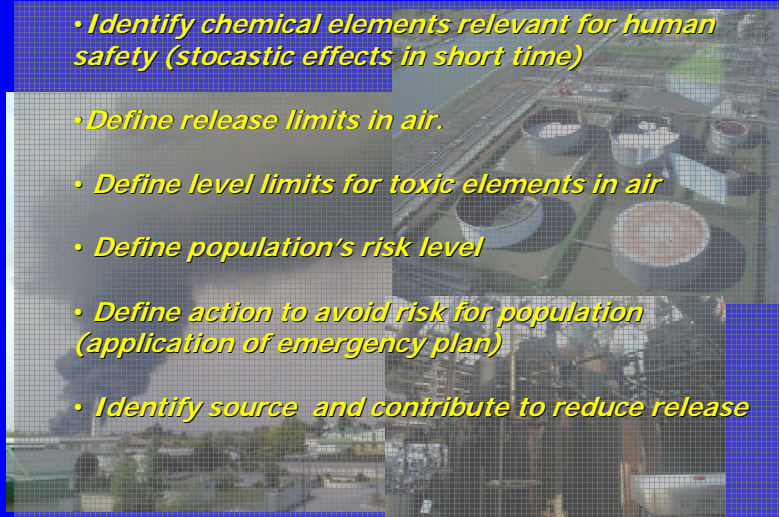 • Identify chemical elements relevant for human
safety (stocastic effects in short time)
• Define release limits in air.
• Define level limits for toxic elements in air
• Define population's risk level
• Define action to avoid risk for population
(application of emergency plan)
• Identify source and contribute to reduce release